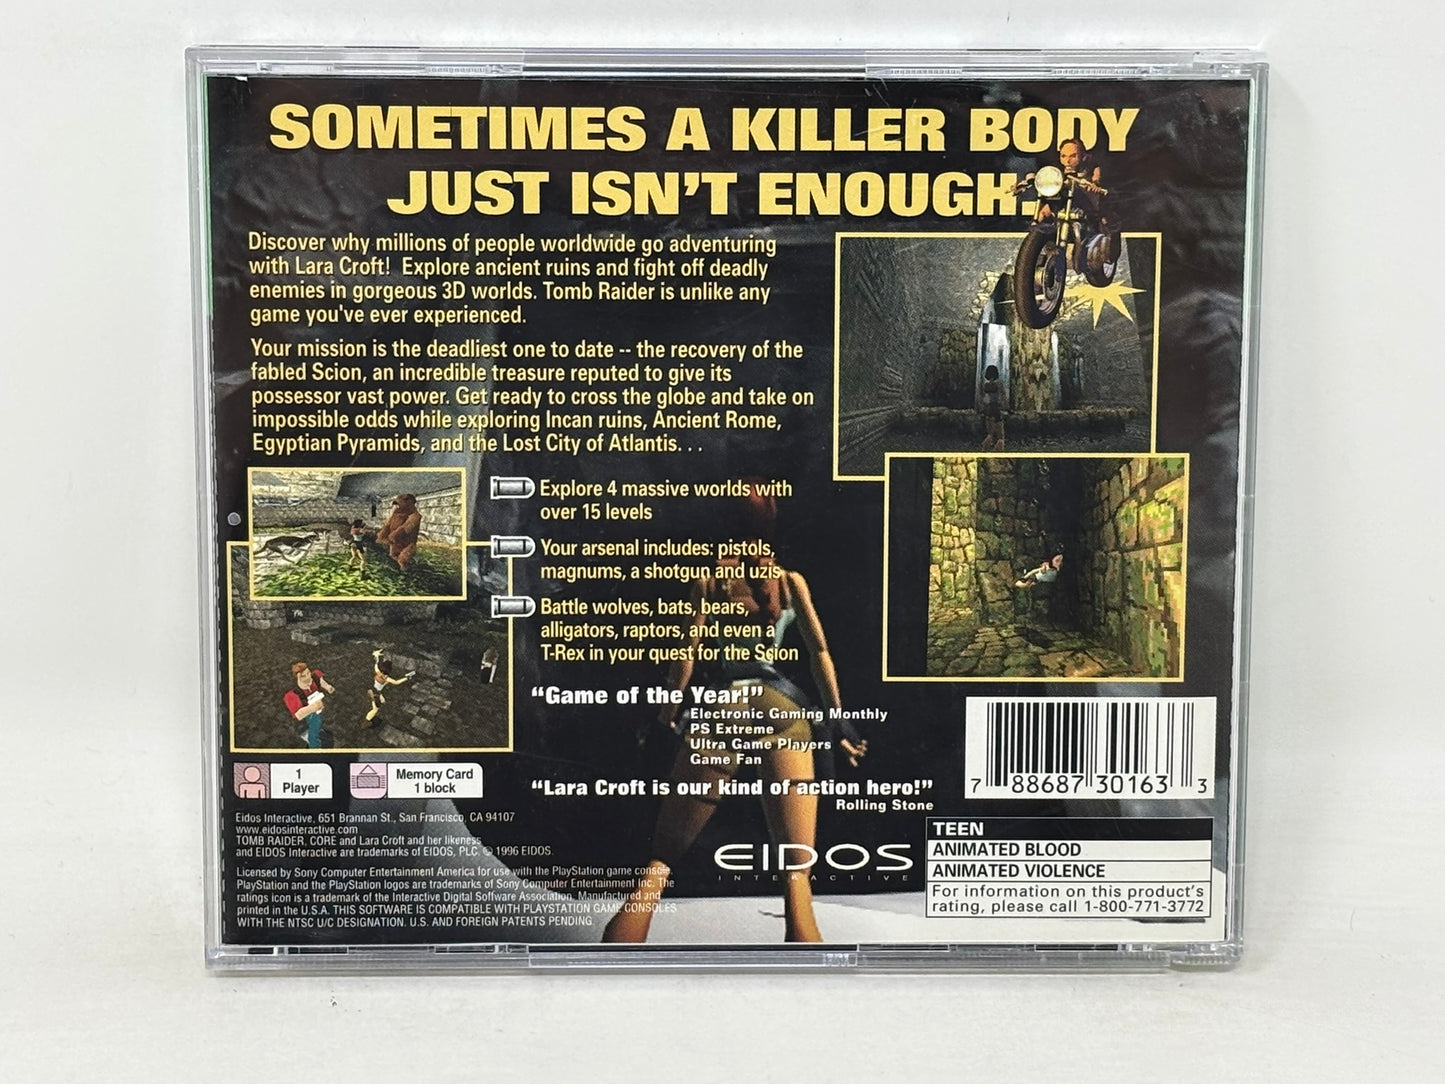 SOMETIMES A KILLER BODY
JUST ISN'T ENOUGH.
Discover why millions of people worldwide go adventuring
with Lara Croft!  Explore ancient ruins and fight off deadly
enemies in gorgeous 3D worlds. Tomb Raider is unlike any
game you've ever experienced.
Your mission is the deadliest one to date -- the recovery of the
fabled Scion, an incredible treasure reputed to give its
possessor vast power. Get ready to cross the globe and take on
impossible odds while exploring Incan ruins, Ancient Rome,
Egyptian Pyramids, and the Lost City of Atlantis. . .
Explore 4 massive worlds with
over 15 levels
Your arsenal includes: pistols,
magnums, a shotgun and uzis
Battle wolves, bats, bears,
alligators, raptors, and even a
T-Rex in your quest for the Scion
“Game of the Year!”
Electronic Gaming Monthly
PS Extreme
Ultra Game Players
Game Fan
“Lara Croft is our kind of action hero!”
Rolling Stone
1
Player
Memory Card
1 block
Eidos Interactive, 651 Brannan St., San Francisco, CA 94107
www.eidosinteractive.com
TOMB RAIDER, CORE and Lara Croft and her likeness
and EIDOS Interactive are trademarks of EIDOS, PLC. © 1996 EIDOS.
Licensed by Sony Computer Entertainment America for use with the PlayStation game console.
PlayStation and the PlayStation logos are trademarks of Sony Computer Entertainment Inc. The
ratings icon is a trademark of the Interactive Digital Software Association. Manufactured and
printed in the U.S.A. THIS SOFTWARE IS COMPATIBLE WITH PLAYSTATION GAME CONSOLES
WITH THE NTSC U/C DESIGNATION. U.S. AND FOREIGN PATENTS PENDING.
EIDOS
INTERACTIVE
7 88687 30163 3
TEEN
ANIMATED BLOOD
ANIMATED VIOLENCE
For information on this product's
rating, please call 1-800-771-3772